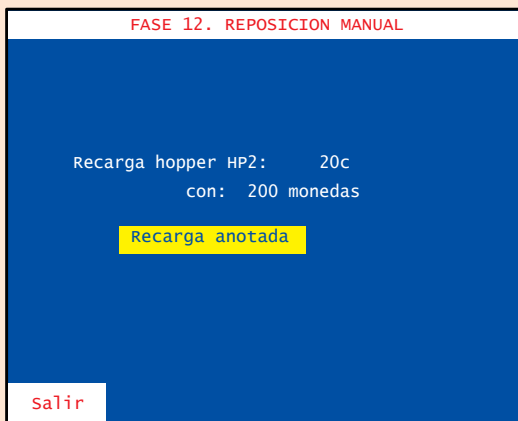 FASE 12. REPOSICION MANUAL
Recarga hopper HP2: 20c
con: 200 monedas
Recarga anotada
Salir